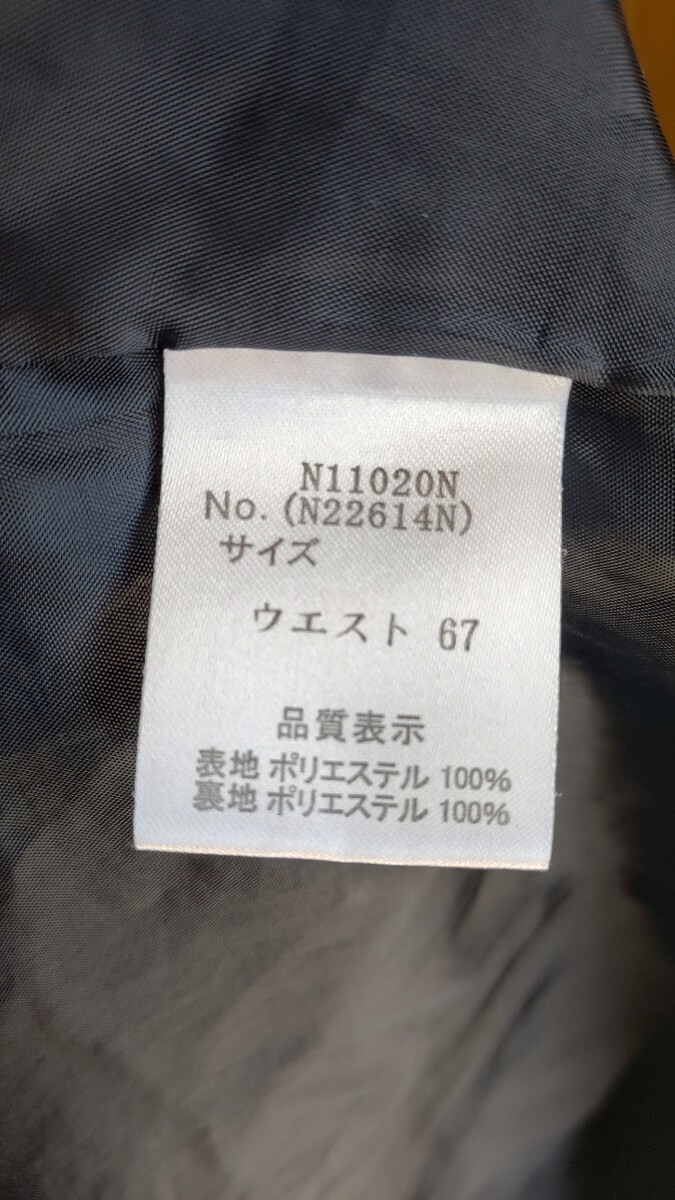 N11020N
No.(N22614N)
サイズ
ウエスト 67
品質表示
表地 ポリエステル 100%
裏地 ポリエステル 100%